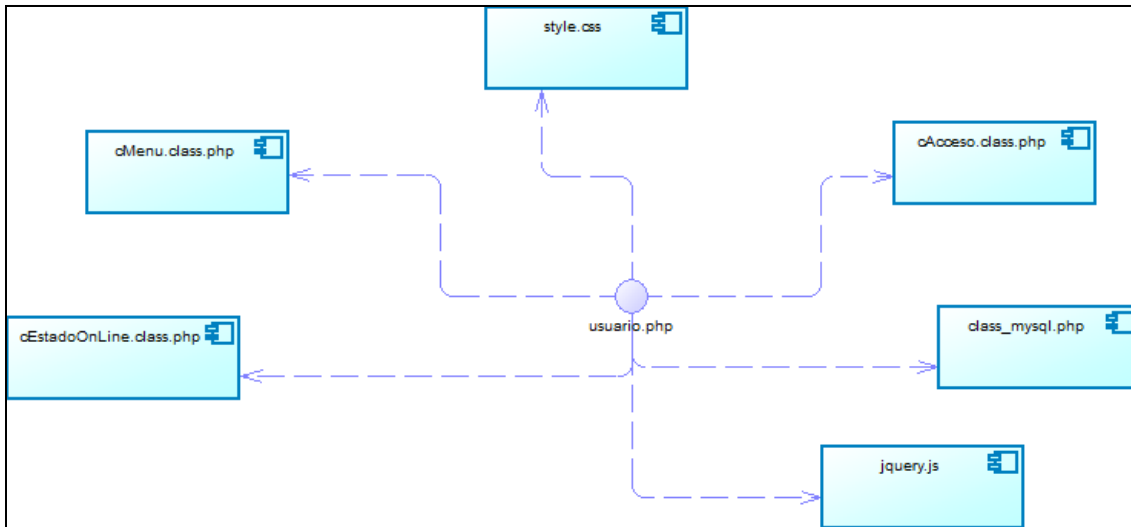 style.css
cMenu.class.php
cAcceso.class.php
usuario.php
cEstadoOnLine.class.php
class_mysql.php
jquery.js